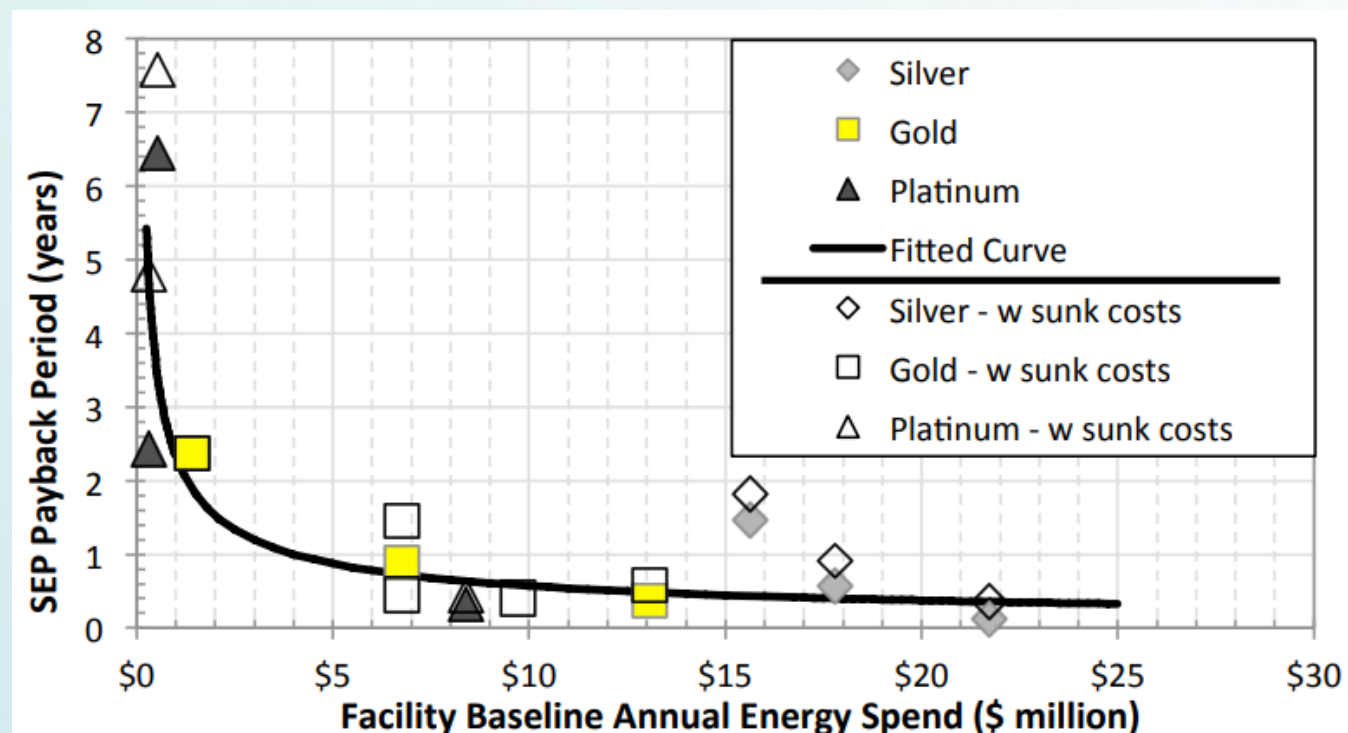 SEP Payback Period (years)
8
7
6
5
4
3
2
1
0
Silver
Gold
Platinum
Fitted Curve
Silver - w sunk costs
Gold - w sunk costs
Platinum - w sunk costs
$0 $5 $10 $15 $20 $25 $30
Facility Baseline Annual Energy Spend ($ million)